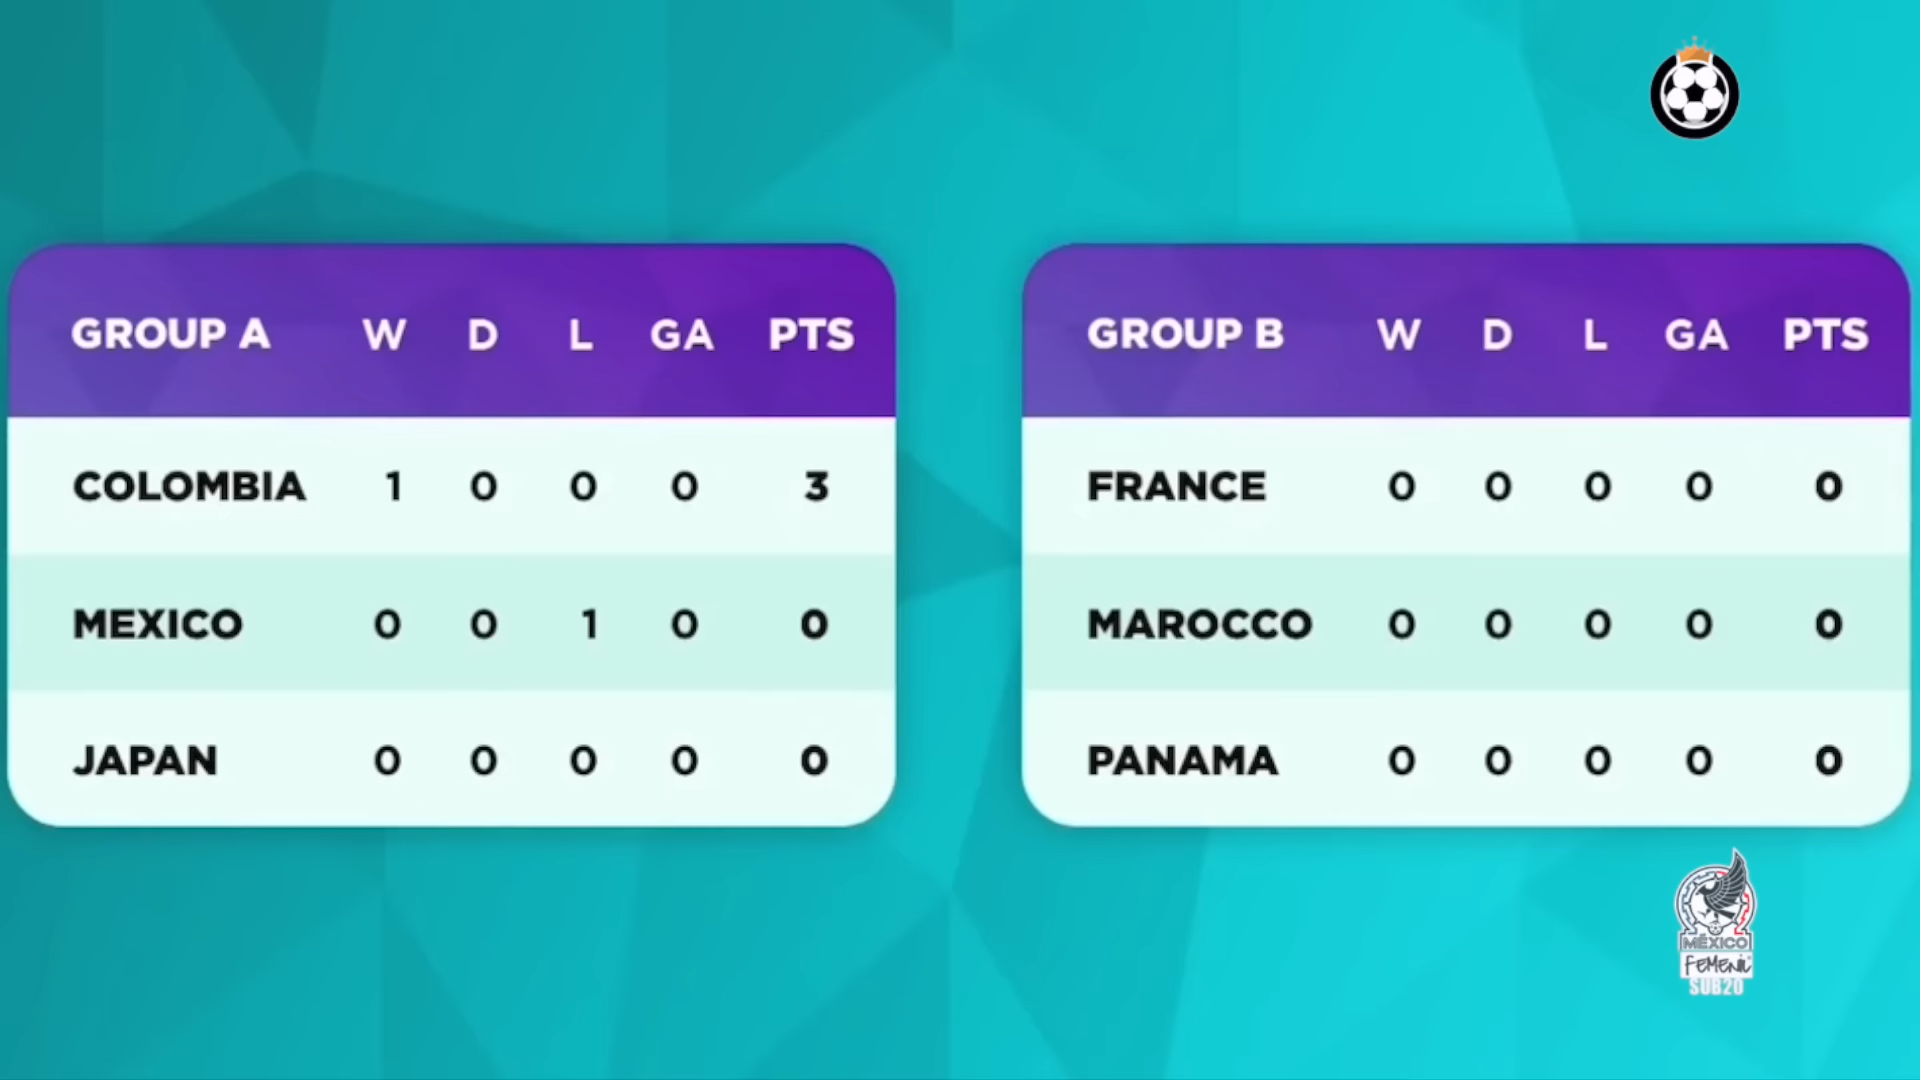 GROUP A W D L GA PTS
COLOMBIA 1 0 0 0 3
MEXICO 0 0 1 0 0
JAPAN 0 0 0 0 0
GROUP B W D L GA PTS
FRANCE 0 0 0 0 0
MAROCCO 0 0 0 0 0
PANAMA 0 0 0 0 0
MÉXICO
FEMENIL
SUB20